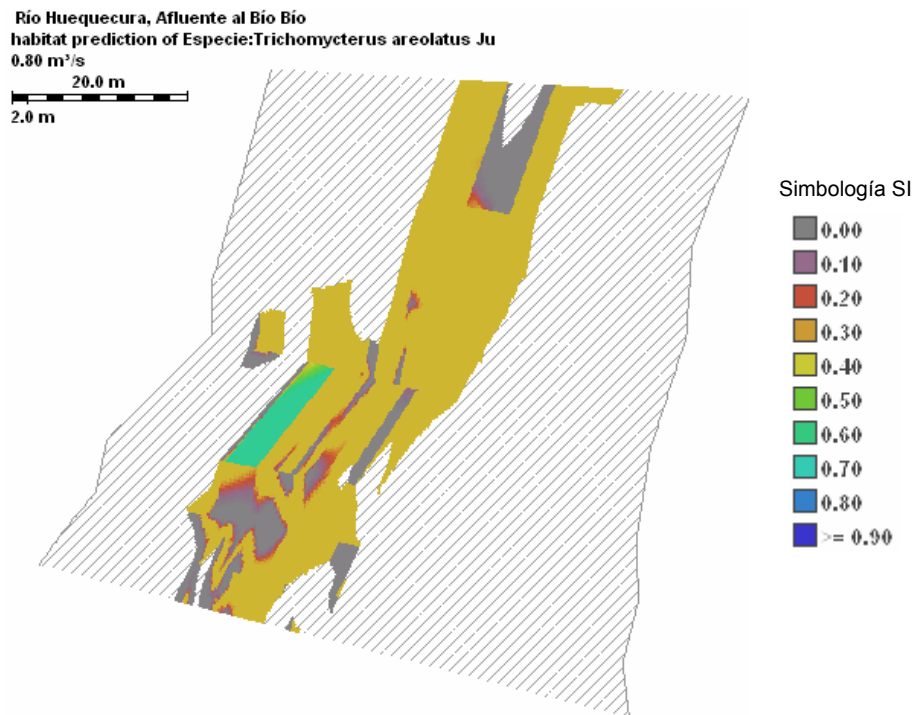 Río Huequecura, Afluente al Bío Bío
habitat prediction of Especie:Trichomycterus areolatus Ju
0.80 m³/s
20.0 m
2.0 m
Simbología SI
0.00
0.10
0.20
0.30
0.40
0.50
0.60
0.70
0.80
>= 0.90